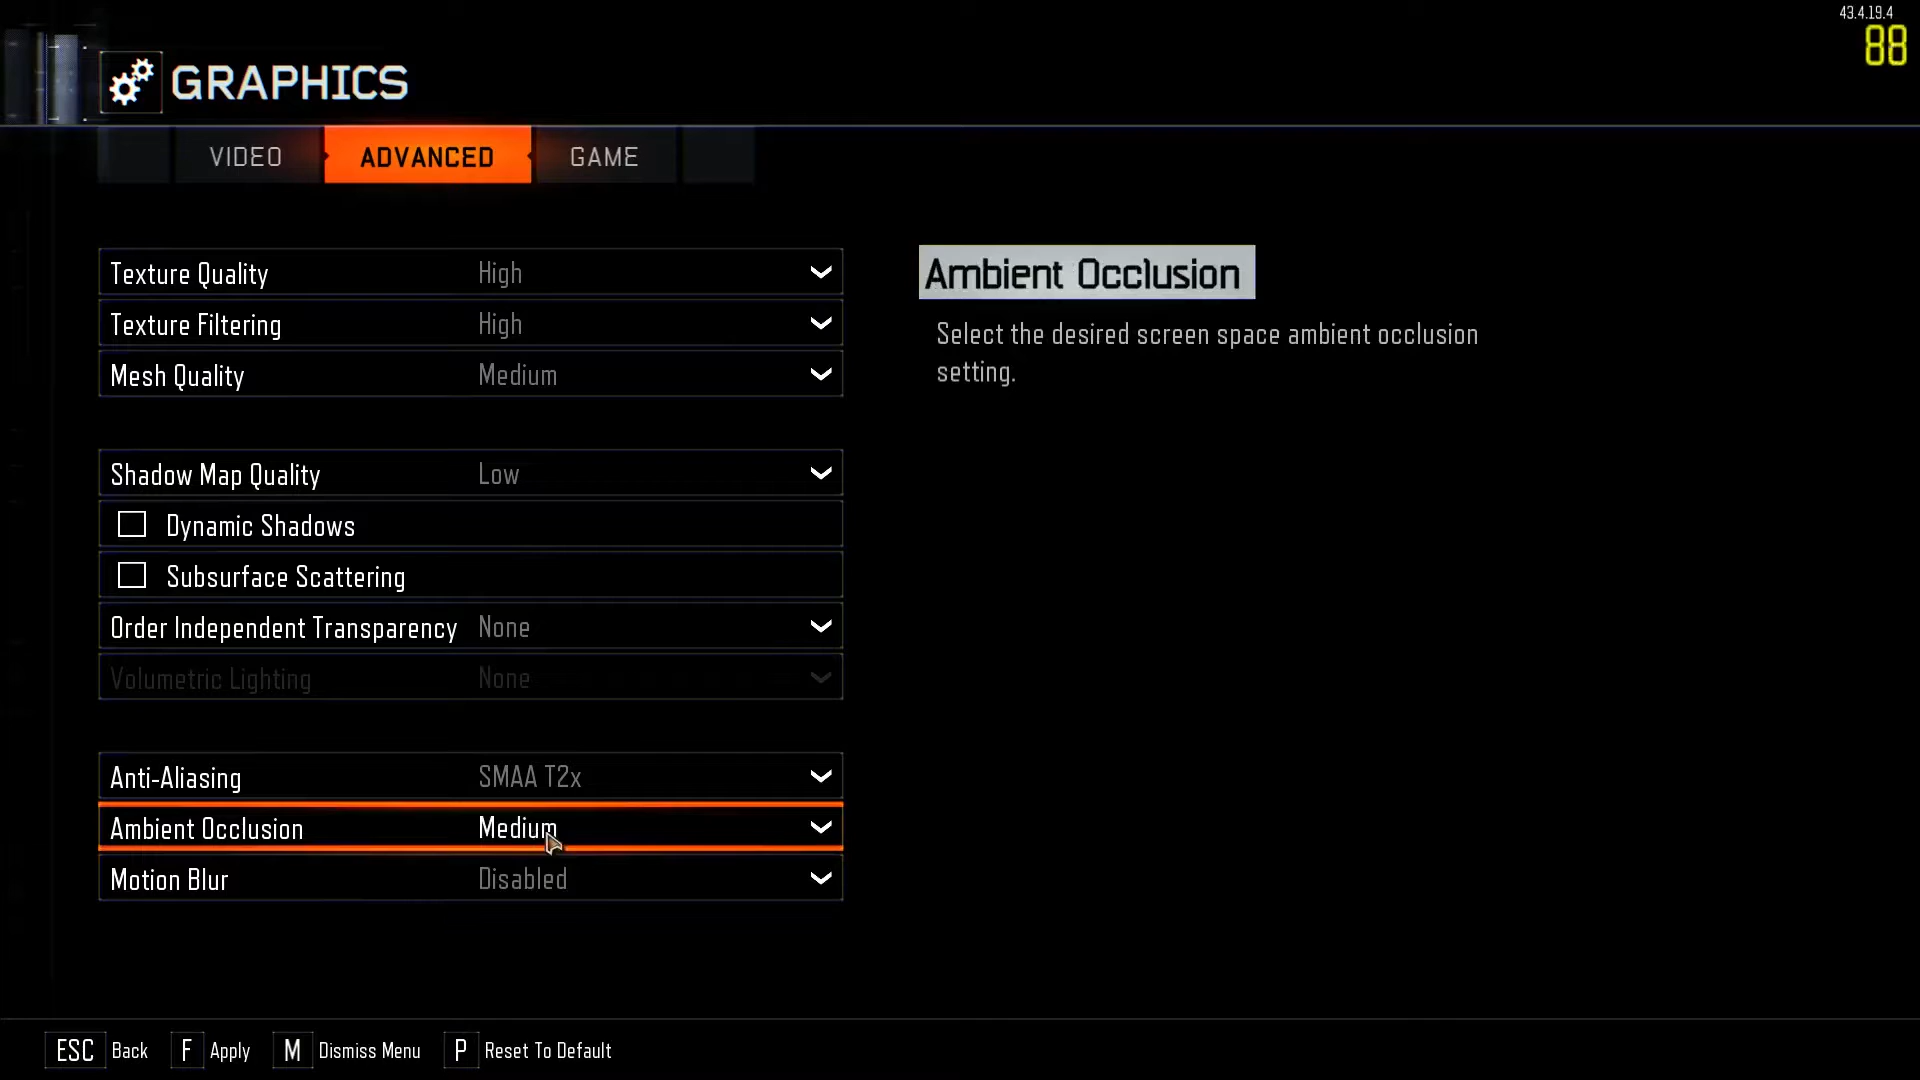 43.4.19.4
88
GRAPHICS
VIDEO ADVANCED GAME
Texture Quality High
Texture Filtering High
Mesh Quality Medium
Shadow Map Quality Low
Dynamic Shadows
Subsurface Scattering
Order Independent Transparency None
Volumetric Lighting None
Anti-Aliasing SMAA T2x
Ambient Occlusion Medium
Motion Blur Disabled
Ambient Occlusion
Select the desired screen space ambient occlusion
setting.
ESC Back F Apply M Dismiss Menu P Reset To Default